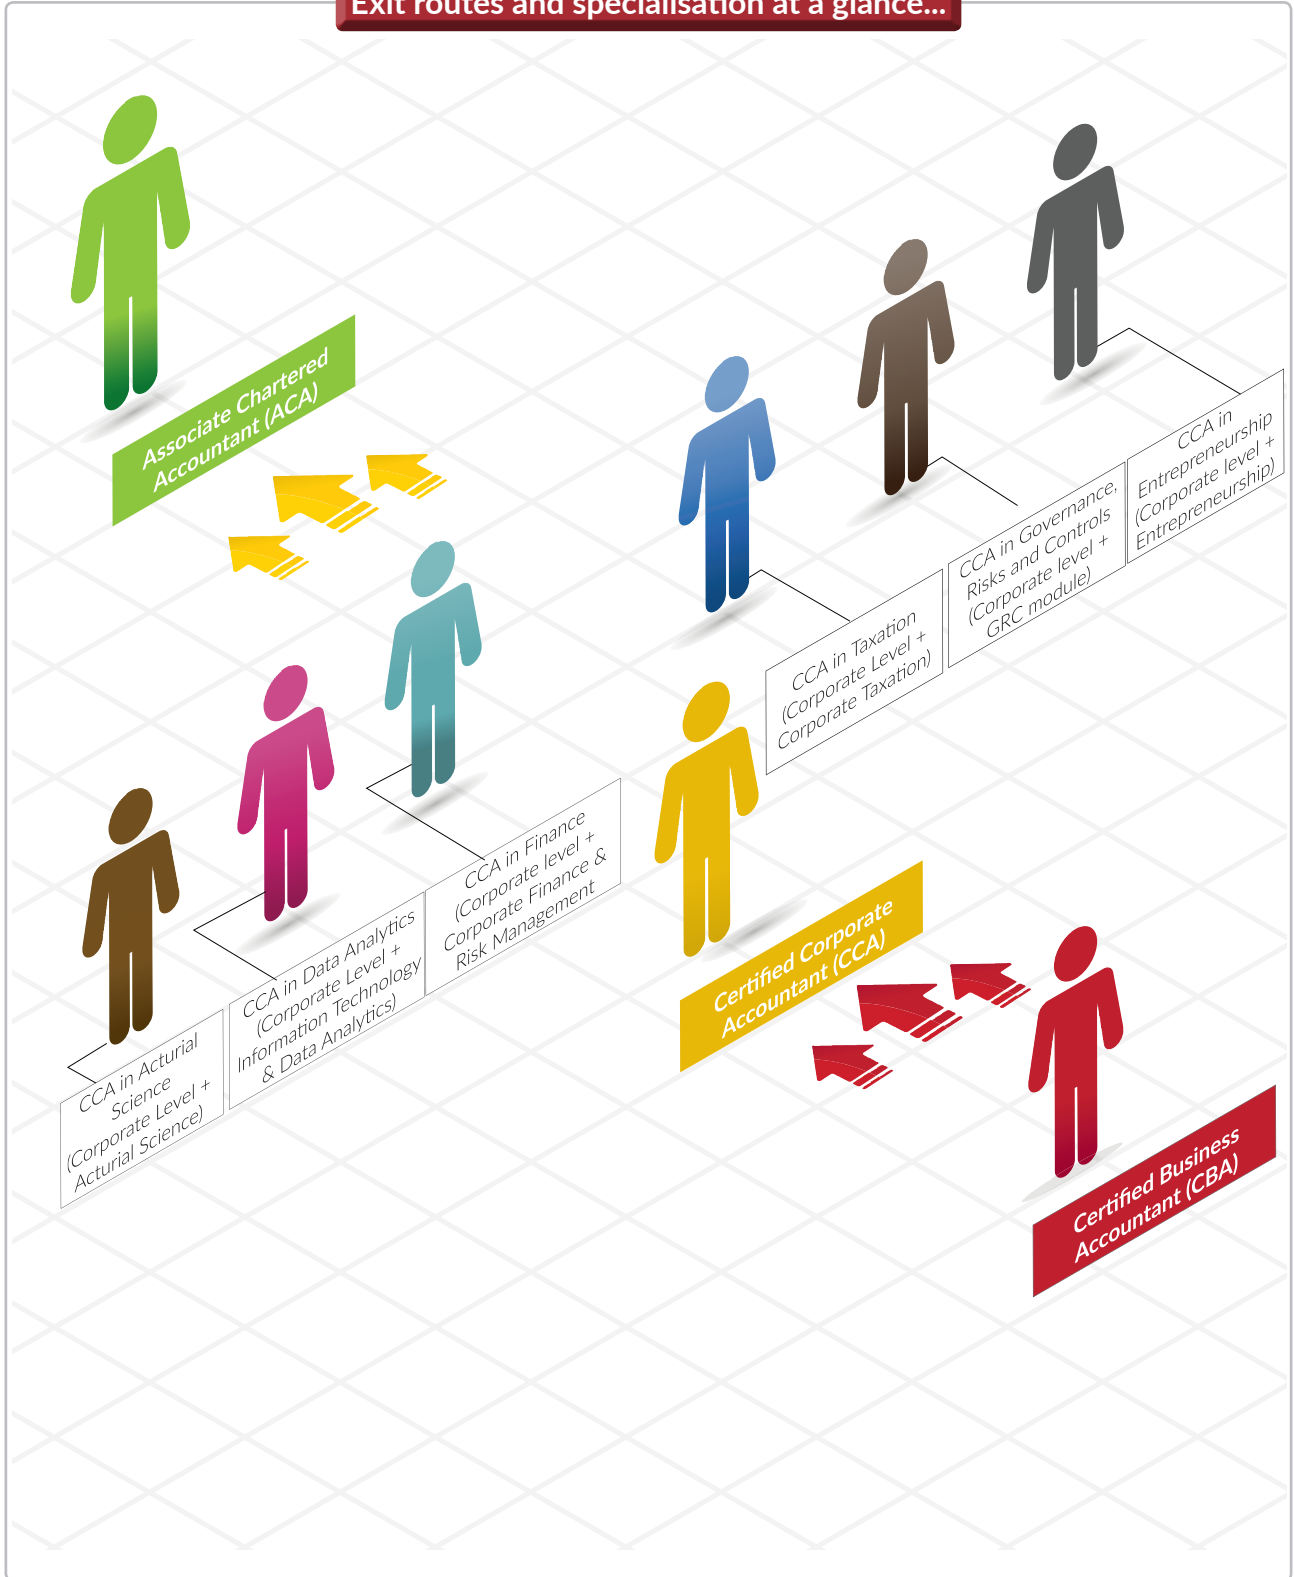 Exit routes and specialisation at a glance...
Associate Chartered
Accountant (ACA)
CCA in
Entrepreneurship
(Corporate level +
Entrepreneurship)
CCA in Governance,
Risks and Controls
(Corporate level +
GRC module)
CCA in Taxation
(Corporate Level +
Corporate Taxation)
CCA in Finance
(Corporate level +
Corporate Finance &
Risk Management
CCA in Data Analytics
(Corporate Level +
Information Technology
& Data Analytics)
CCA in Acturial
Science
(Corporate Level +
Acturial Science)
Certified Corporate
Accountant (CCA)
Certified Business
Accountant (CBA)